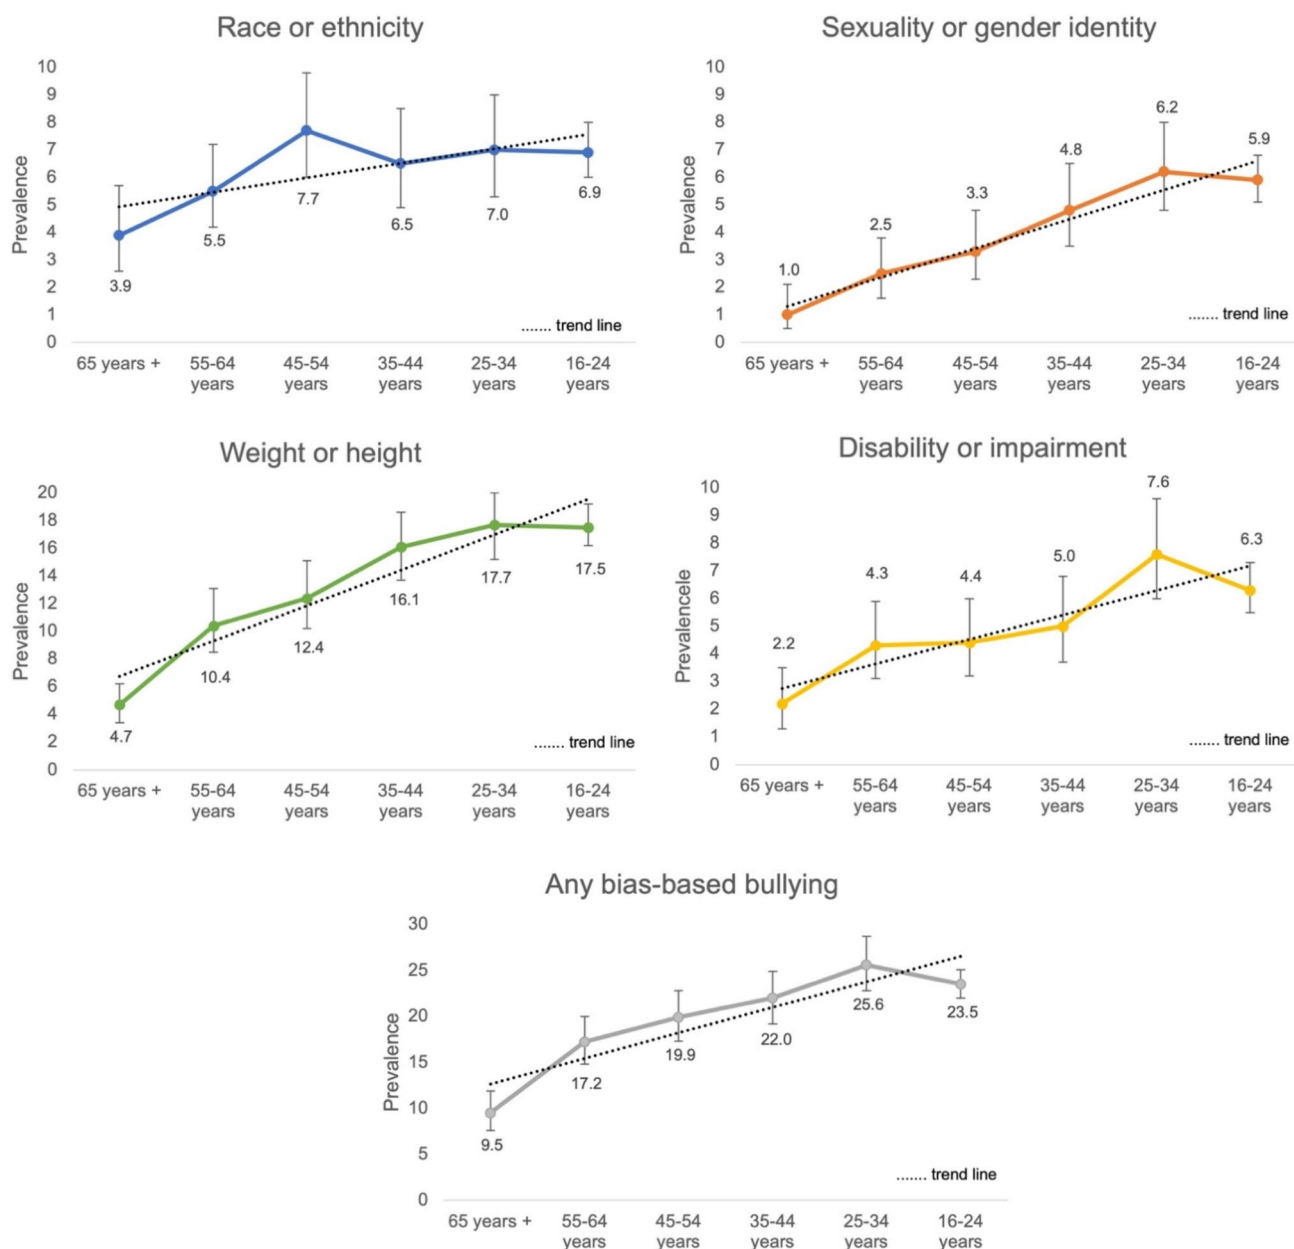 Race or ethnicity
10
9
8
7
6
5
4
3
2
1
0
Prevalence
3.9
5.5
7.7
6.5
7.0
6.9
....... trend line
65 years +
55-64
years
45-54
years
35-44
years
25-34
years
16-24
years
Sexuality or gender identity
10
9
8
7
6
5
4
3
2
1
0
Prevalence
1.0
2.5
3.3
4.8
6.2
5.9
....... trend line
65 years +
55-64
years
45-54
years
35-44
years
25-34
years
16-24
years
Weight or height
20
18
16
14
12
10
8
6
4
2
0
Prevalence
4.7
10.4
12.4
16.1
17.7
17.5
....... trend line
65 years +
55-64
years
45-54
years
35-44
years
25-34
years
16-24
years
Disability or impairment
10
9
8
7
6
5
4
3
2
1
0
Prevalencele
2.2
4.3
4.4
5.0
7.6
6.3
....... trend line
65 years +
55-64
years
45-54
years
35-44
years
25-34
years
16-24
years
Any bias-based bullying
30
25
20
15
10
5
0
Prevalence
9.5
17.2
19.9
22.0
25.6
23.5
....... trend line
65 years +
55-64
years
45-54
years
35-44
years
25-34
years
16-24
years